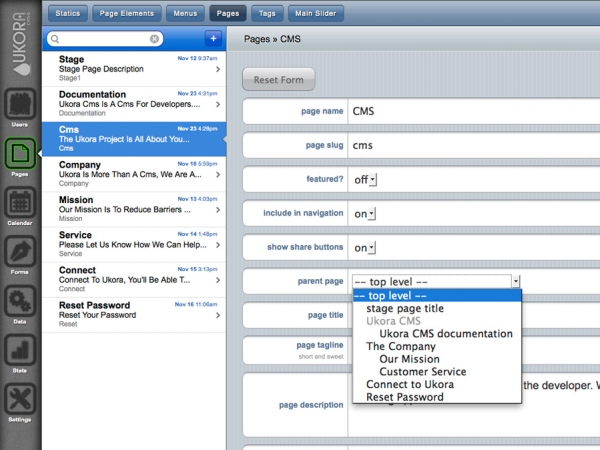 UKORA
Users
Pages
Calendar
Forms
Data
Stats
Settings
Statics
Page Elements
Menus
Pages
Tags
Main Slider
+
Stage
Nov 12 9:37am
Stage Page Description
Stage1
Documentation
Nov 23 4:31pm
Ukora Cms Is A Cms For Developers....
Documentation
Cms
Nov 23 4:29pm
The Ukora Project Is All About You...
Cms
Company
Nov 18 5:59pm
Ukora Is More Than A Cms, We Are A...
Company
Mission
Nov 13 4:03pm
Our Mission Is To Reduce Barriers ...
Mission
Service
Nov 14 1:48pm
Please Let Us Know How We Can Help...
Service
Connect
Nov 15 3:13pm
Connect To Ukora, You'll Be Able T...
Connect
Reset Password
Nov 16 11:06am
Reset Your Password
Reset
Pages » CMS
Reset Form
page name CMS
page slug cms
featured? off
include in navigation on
show share buttons on
parent page -- top level --
-- top level --
stage page title
Ukora CMS
Ukora CMS documentation
The Company
Our Mission
Customer Service
Connect to Ukora
Reset Password
page title
page tagline
short and sweet
page description
the developer. W